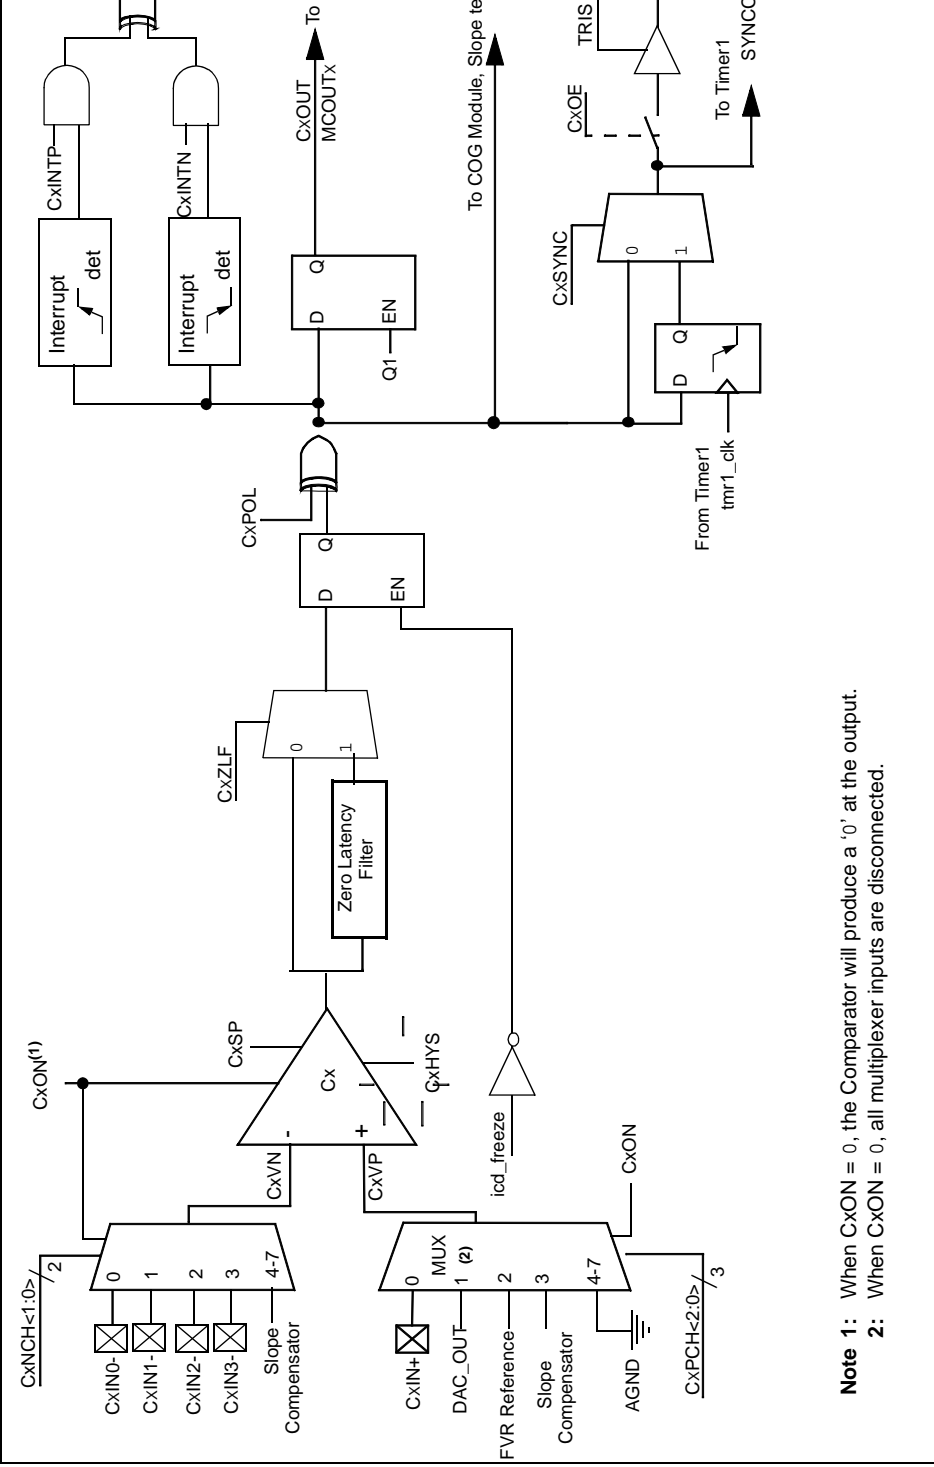 CxINTP
Interrupt
det
CxINTN
Interrupt
det
CxON(1)
CxNCH<1:0>
2
CxIN0-
CxIN1-
CxIN2-
CxIN3-
Slope
Compensator
0
1
2
3
4-7
CxVN
CxVP
-
+
Cx
CxSP
CxHYS
CxZLF
0
1
Zero Latency
Filter
CxPOL
D
Q
EN
D
Q
EN
Q1
CxOUT
MCOUTx
To
To COG Module, Slope te
CxIN+
DAC_OUT
FVR Reference
Slope
Compensator
AGND
CxPCH<2:0>
3
0
1
2
3
4-7
MUX
(2)
CxON
icd_freeze
From Timer1
tmr1_clk
D
Q
CxSYNC
0
1
CxOE
TRIS
To Timer1
SYNCC
Note 1: When CxON = 0, the Comparator will produce a ‘0’ at the output.
2: When CxON = 0, all multiplexer inputs are disconnected.